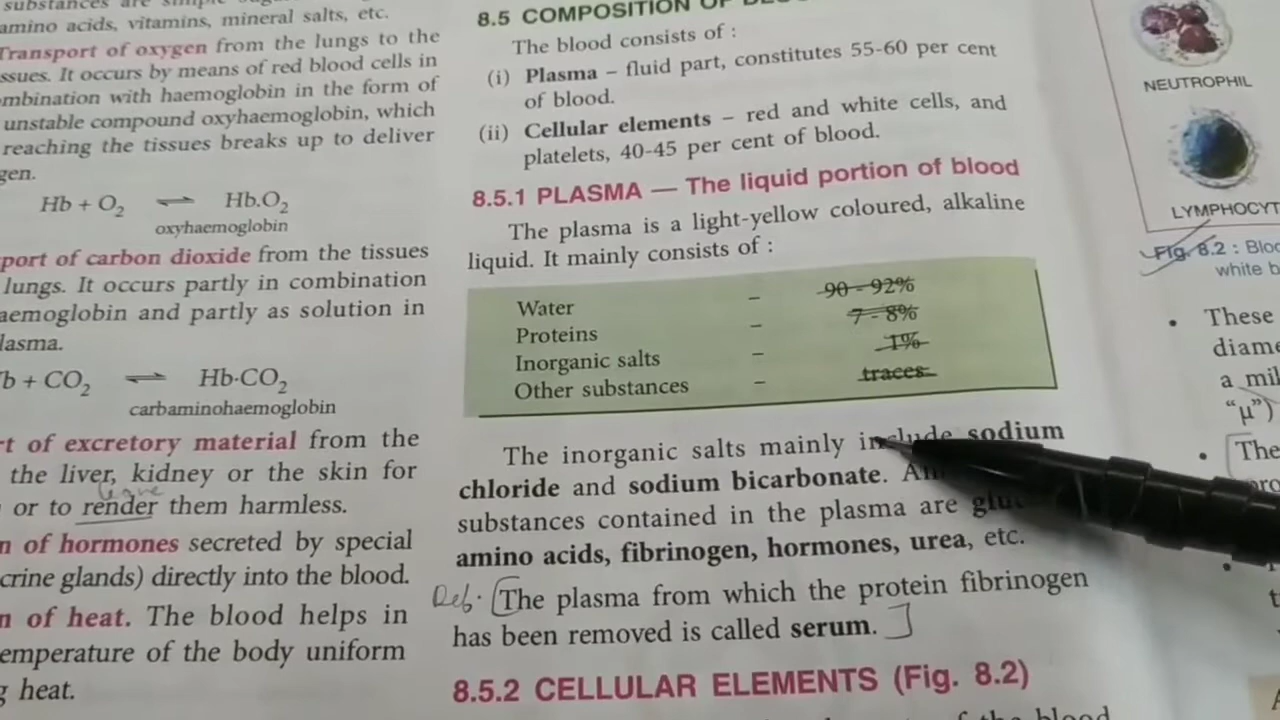 substances are
amino acids, vitamins, mineral salts, etc.
Transport of oxygen from the lungs to the
ssues. It occurs by means of red blood cells in
mbination with haemoglobin in the form of
unstable compound oxyhaemoglobin, which
reaching the tissues breaks up to deliver
gen.
Hb + O₂ ⇌ Hb.O₂
oxyhaemoglobin
port of carbon dioxide from the tissues
lungs. It occurs partly in combination
aemoglobin and partly as solution in
lasma.
b + CO₂ ⇌ Hb·CO₂
carbaminohaemoglobin
rt of excretory material from the
the liver, kidney or the skin for
or to render them harmless.
n of hormones secreted by special
crine glands) directly into the blood.
n of heat. The blood helps in
emperature of the body uniform
g heat.
8.5 COMPOSITION OF
The blood consists of :
(i) Plasma – fluid part, constitutes 55-60 per cent
of blood.
(ii) Cellular elements – red and white cells, and
platelets, 40-45 per cent of blood.
8.5.1 PLASMA — The liquid portion of blood
The plasma is a light-yellow coloured, alkaline
liquid. It mainly consists of :
Water – 90 - 92%
Proteins – 7 - 8%
Inorganic salts – 1%
Other substances – traces
The inorganic salts mainly include sodium
chloride and sodium bicarbonate.
substances contained in the plasma are
amino acids, fibrinogen, hormones, urea, etc.
Def. [The plasma from which the protein fibrinogen
has been removed is called serum.]
8.5.2 CELLULAR ELEMENTS (Fig. 8.2)
of the blood
NEUTROPHIL
LYMPHOCYT
Fig. 8.2 : Bloo
white b
• These
diame
a mil
"μ")
• The
pro